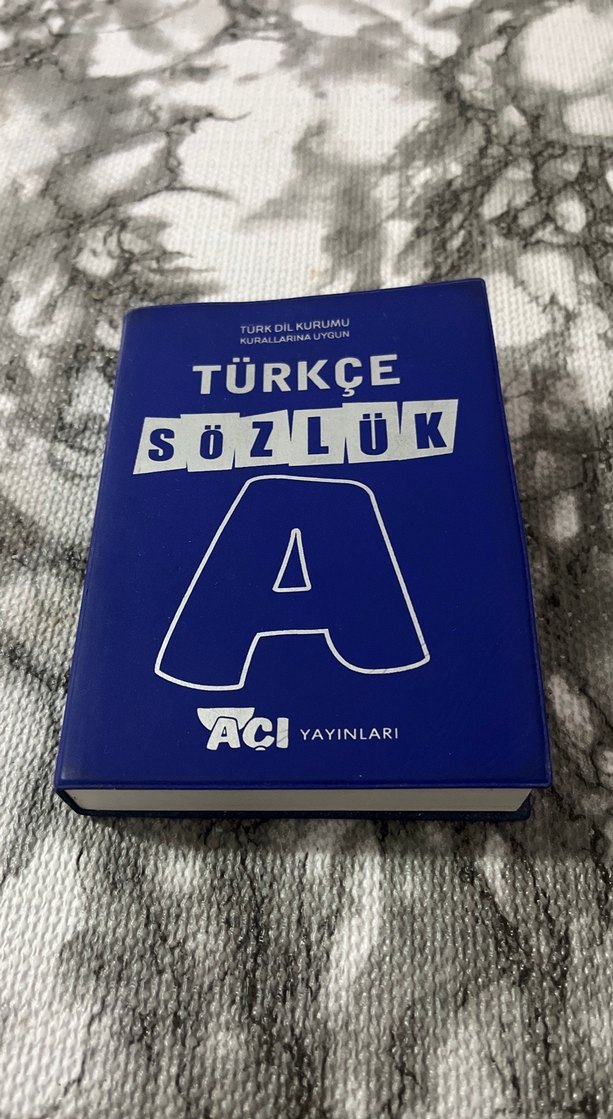 TÜRK DİL KURUMU
KURALLARINA UYGUN
TÜRKÇE
SÖZLÜK
A
AÇI YAYINLARI